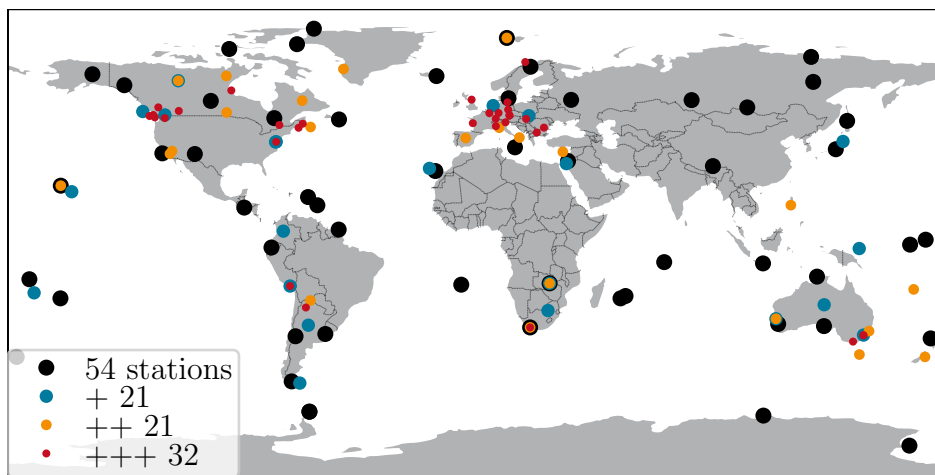 54 stations
+ 21
++ 21
+++ 32